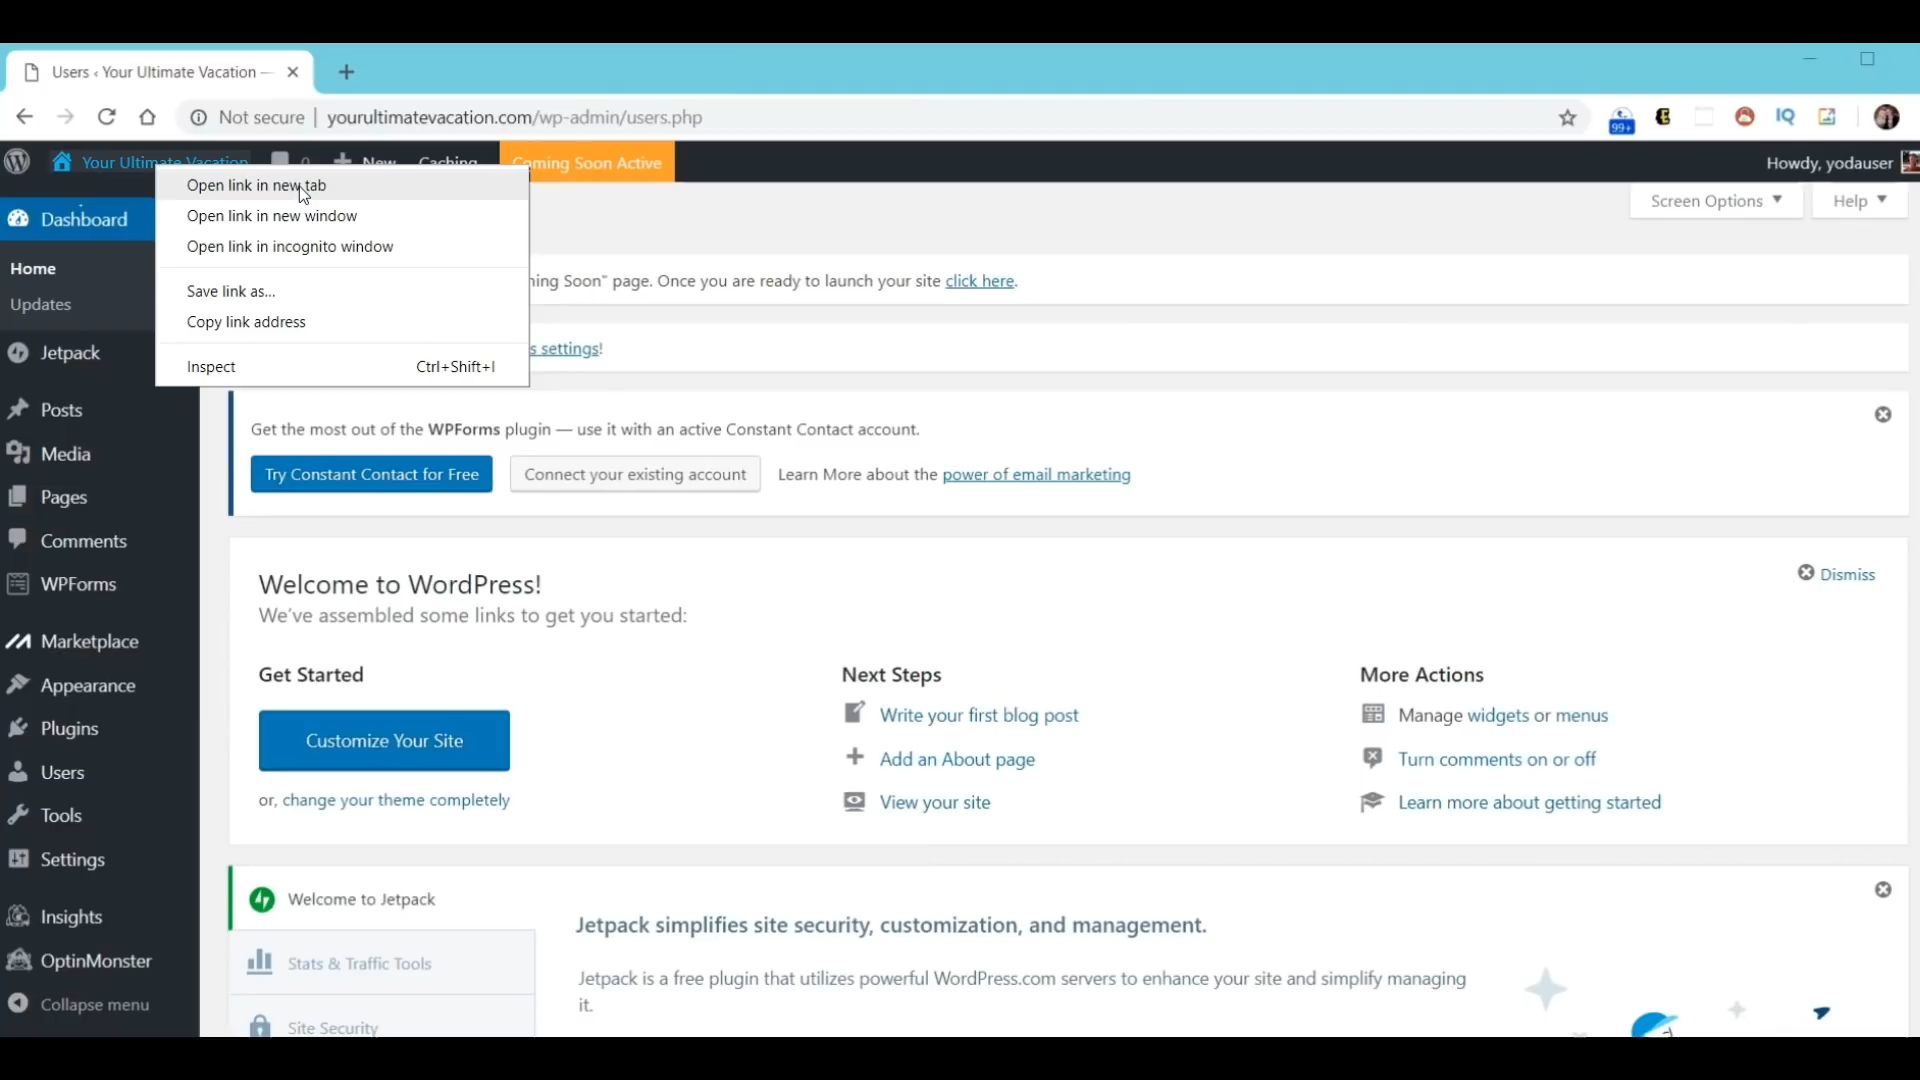 Users ‹ Your Ultimate Vacation —
Not secure | yourultimatevacation.com/wp-admin/users.php
99+
IQ
Your Ultimate Vacation
0
New
Caching
Coming Soon Active
Howdy, yodauser
Open link in new tab
Open link in new window
Open link in incognito window
Save link as...
Copy link address
Inspect
Ctrl+Shift+I
Screen Options
Help
Dashboard
Home
Updates
Jetpack
Posts
Media
Pages
Comments
WPForms
Marketplace
Appearance
Plugins
Users
Tools
Settings
Insights
OptinMonster
Collapse menu
ning Soon" page. Once you are ready to launch your site click here.
s settings!
Get the most out of the WPForms plugin — use it with an active Constant Contact account.
Try Constant Contact for Free
Connect your existing account
Learn More about the power of email marketing
Welcome to WordPress!
Dismiss
We've assembled some links to get you started:
Get Started
Customize Your Site
or, change your theme completely
Next Steps
Write your first blog post
Add an About page
View your site
More Actions
Manage widgets or menus
Turn comments on or off
Learn more about getting started
Welcome to Jetpack
Stats & Traffic Tools
Site Security
Jetpack simplifies site security, customization, and management.
Jetpack is a free plugin that utilizes powerful WordPress.com servers to enhance your site and simplify managing
it.